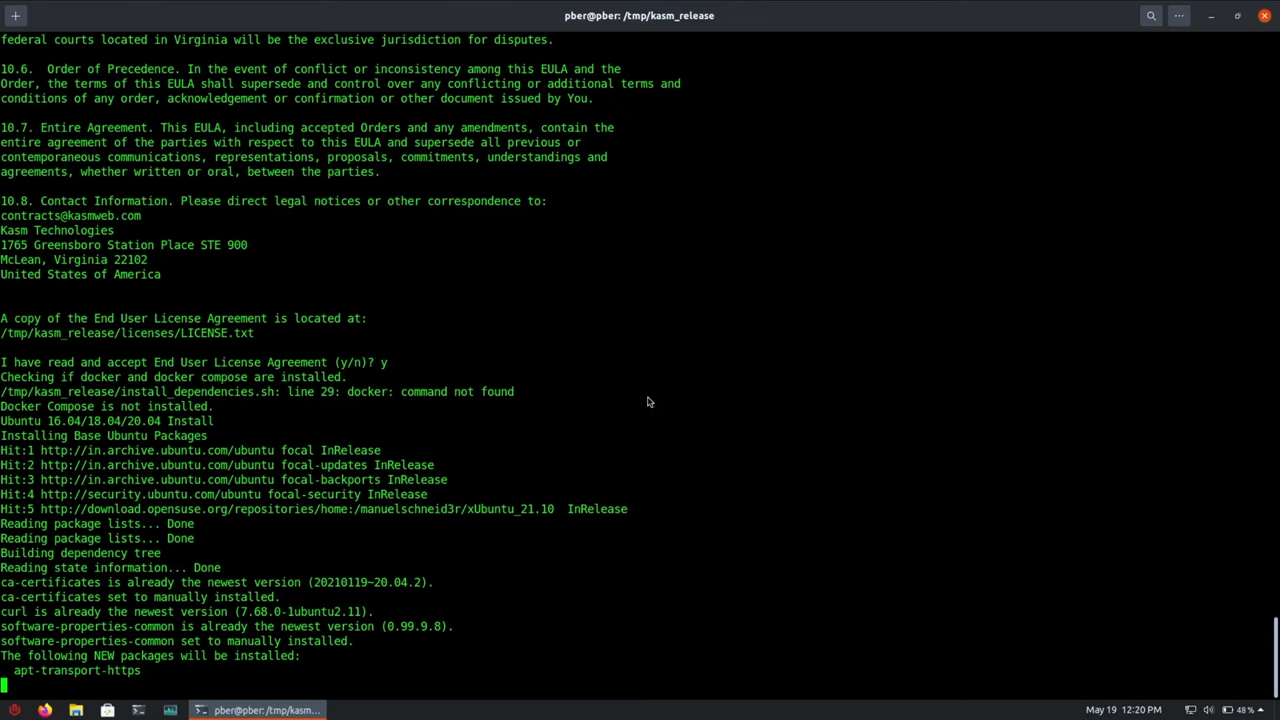 pber@pber: /tmp/kasm_release
federal courts located in Virginia will be the exclusive jurisdiction for disputes.
10.6.  Order of Precedence. In the event of conflict or inconsistency among this EULA and the
Order, the terms of this EULA shall supersede and control over any conflicting or additional terms and
conditions of any order, acknowledgement or confirmation or other document issued by You.
10.7. Entire Agreement. This EULA, including accepted Orders and any amendments, contain the
entire agreement of the parties with respect to this EULA and supersede all previous or
contemporaneous communications, representations, proposals, commitments, understandings and
agreements, whether written or oral, between the parties.
10.8. Contact Information. Please direct legal notices or other correspondence to:
contracts@kasmweb.com
Kasm Technologies
1765 Greensboro Station Place STE 900
McLean, Virginia 22102
United States of America
A copy of the End User License Agreement is located at:
/tmp/kasm_release/licenses/LICENSE.txt
I have read and accept End User License Agreement (y/n)? y
Checking if docker and docker compose are installed.
/tmp/kasm_release/install_dependencies.sh: line 29: docker: command not found
Docker Compose is not installed.
Ubuntu 16.04/18.04/20.04 Install
Installing Base Ubuntu Packages
Hit:1 http://in.archive.ubuntu.com/ubuntu focal InRelease
Hit:2 http://in.archive.ubuntu.com/ubuntu focal-updates InRelease
Hit:3 http://in.archive.ubuntu.com/ubuntu focal-backports InRelease
Hit:4 http://security.ubuntu.com/ubuntu focal-security InRelease
Hit:5 http://download.opensuse.org/repositories/home:/manuelschneid3r/xUbuntu_21.10  InRelease
Reading package lists... Done
Reading package lists... Done
Building dependency tree
Reading state information... Done
ca-certificates is already the newest version (20210119~20.04.2).
ca-certificates set to manually installed.
curl is already the newest version (7.68.0-1ubuntu2.11).
software-properties-common is already the newest version (0.99.9.8).
software-properties-common set to manually installed.
The following NEW packages will be installed:
  apt-transport-https
pber@pber: /tmp/kasm... May 19 12:20 PM 48%